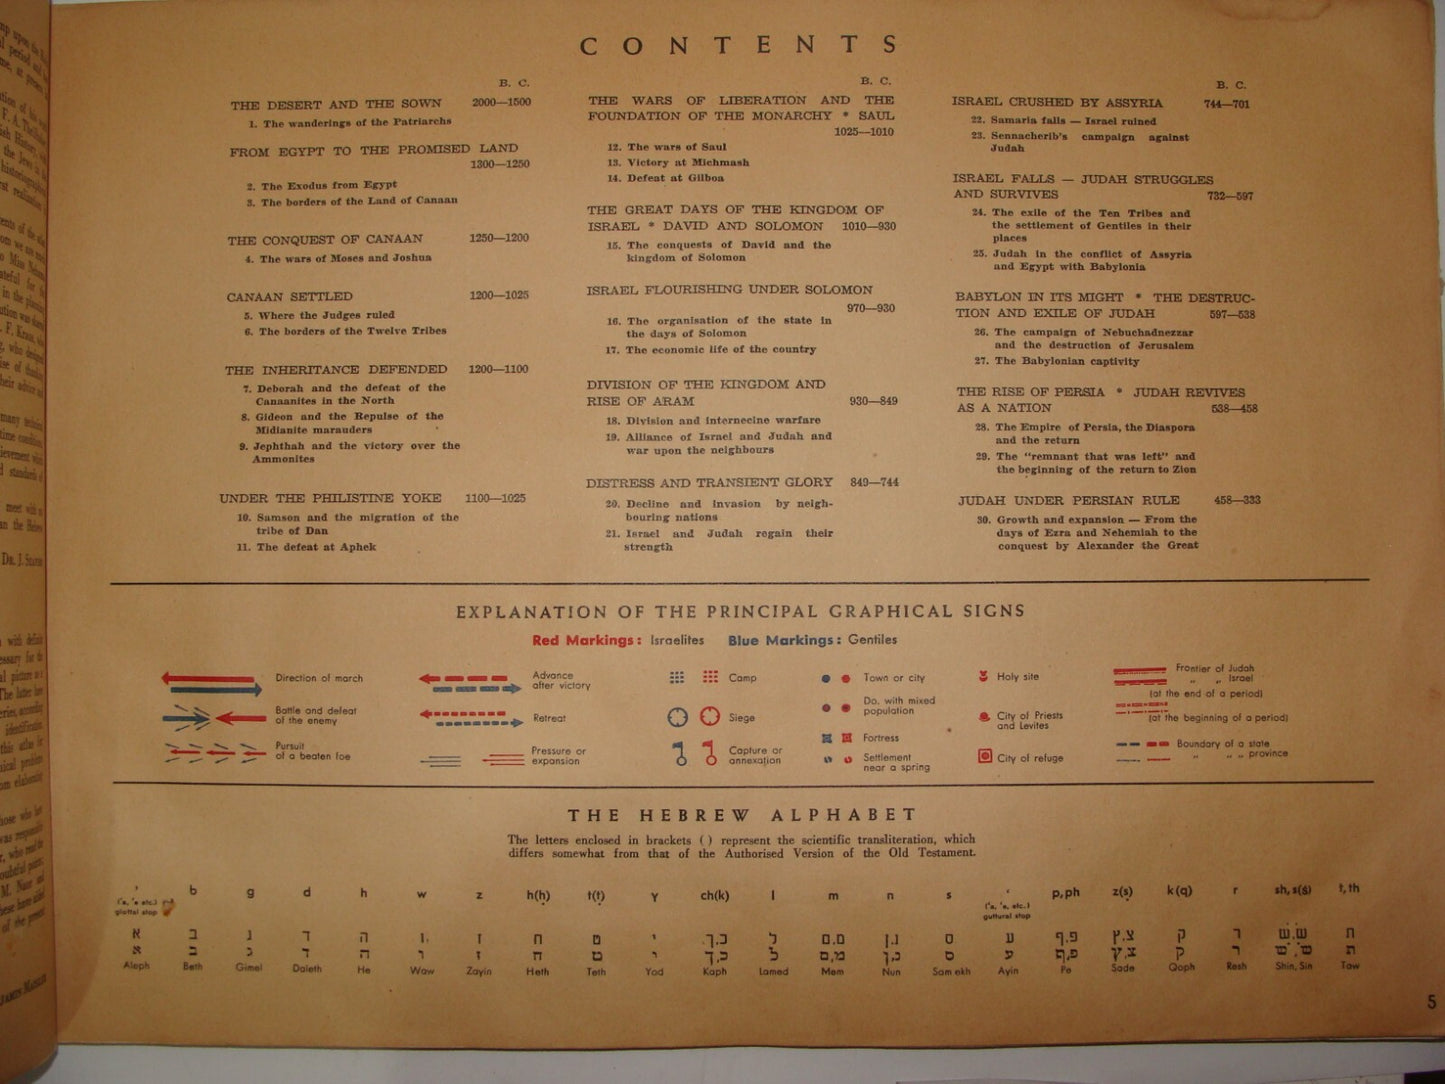 CONTENTS
B. C.
THE DESERT AND THE SOWN 2000—1500
1. The wanderings of the Patriarchs
FROM EGYPT TO THE PROMISED LAND
1300—1250
2. The Exodus from Egypt
3. The borders of the Land of Canaan
THE CONQUEST OF CANAAN 1250—1200
4. The wars of Moses and Joshua
CANAAN SETTLED 1200—1025
5. Where the Judges ruled
6. The borders of the Twelve Tribes
THE INHERITANCE DEFENDED 1200—1100
7. Deborah and the defeat of the
Canaanites in the North
8. Gideon and the Repulse of the
Midianite marauders
9. Jephthah and the victory over the
Ammonites
UNDER THE PHILISTINE YOKE 1100—1025
10. Samson and the migration of the
tribe of Dan
11. The defeat at Aphek
B. C.
THE WARS OF LIBERATION AND THE
FOUNDATION OF THE MONARCHY * SAUL
1025—1010
12. The wars of Saul
13. Victory at Michmash
14. Defeat at Gilboa
THE GREAT DAYS OF THE KINGDOM OF
ISRAEL * DAVID AND SOLOMON 1010—930
15. The conquests of David and the
kingdom of Solomon
ISRAEL FLOURISHING UNDER SOLOMON
970—930
16. The organisation of the state in
the days of Solomon
17. The economic life of the country
DIVISION OF THE KINGDOM AND
RISE OF ARAM 930—849
18. Division and internecine warfare
19. Alliance of Israel and Judah and
war upon the neighbours
DISTRESS AND TRANSIENT GLORY 849—744
20. Decline and invasion by neigh-
bouring nations
21. Israel and Judah regain their
strength
B. C.
ISRAEL CRUSHED BY ASSYRIA 744—701
22. Samaria falls — Israel ruined
23. Sennacherib's campaign against
Judah
ISRAEL FALLS — JUDAH STRUGGLES
AND SURVIVES 732—597
24. The exile of the Ten Tribes and
the settlement of Gentiles in their
places
25. Judah in the conflict of Assyria
and Egypt with Babylonia
BABYLON IN ITS MIGHT * THE DESTRUC-
TION AND EXILE OF JUDAH 597—538
26. The campaign of Nebuchadnezzar
and the destruction of Jerusalem
27. The Babylonian captivity
THE RISE OF PERSIA * JUDAH REVIVES
AS A NATION 538—458
28. The Empire of Persia, the Diaspora
and the return
29. The "remnant that was left" and
the beginning of the return to Zion
JUDAH UNDER PERSIAN RULE 458—333
30. Growth and expansion — From the
days of Ezra and Nehemiah to the
conquest by Alexander the Great
EXPLANATION OF THE PRINCIPAL GRAPHICAL SIGNS
Red Markings: Israelites Blue Markings: Gentiles
Direction of march
Battle and defeat
of the enemy
Pursuit
of a beaten foe
Advance
after victory
Retreat
Pressure or
expansion
Camp
Siege
Capture or
annexation
Town or city
Do. with mixed
population
Fortress
Settlement
near a spring
Holy site
City of Priests
and Levites
City of refuge
Frontier of Judah
" " Israel
(at the end of a period)
(at the beginning of a period)
Boundary of a state
" " " province
THE HEBREW ALPHABET
The letters enclosed in brackets ( ) represent the scientific transliteration, which
differs somewhat from that of the Authorised Version of the Old Testament.
’ b g d h w z h(ḥ) t(ṭ) y ch(k) l m n s ‘ p,ph z(ṣ) k(q) r sh, s(ś) t, th
(’a, ’e etc.) (‘a, ‘e, etc.)
glottal stop guttural stop
א ב ג ד ה ו ז ח ט י כ,ך ל מ,ם נ,ן ס ע פ,ף צ,ץ ק ר שׁ,שׂ ת
א ב ג ד ה ו ז ח ט י כ,ך ל מ,ם נ,ן ס ע פ,ף צ,ץ ק ר שׁ,שׂ ת
Aleph Beth Gimel Daleth He Waw Zayin Heth Teth Yod Kaph Lamed Mem Nun Samekh Ayin Pe Sade Qoph Resh Shin, Sin Taw
5
DR. J. SZAPIR